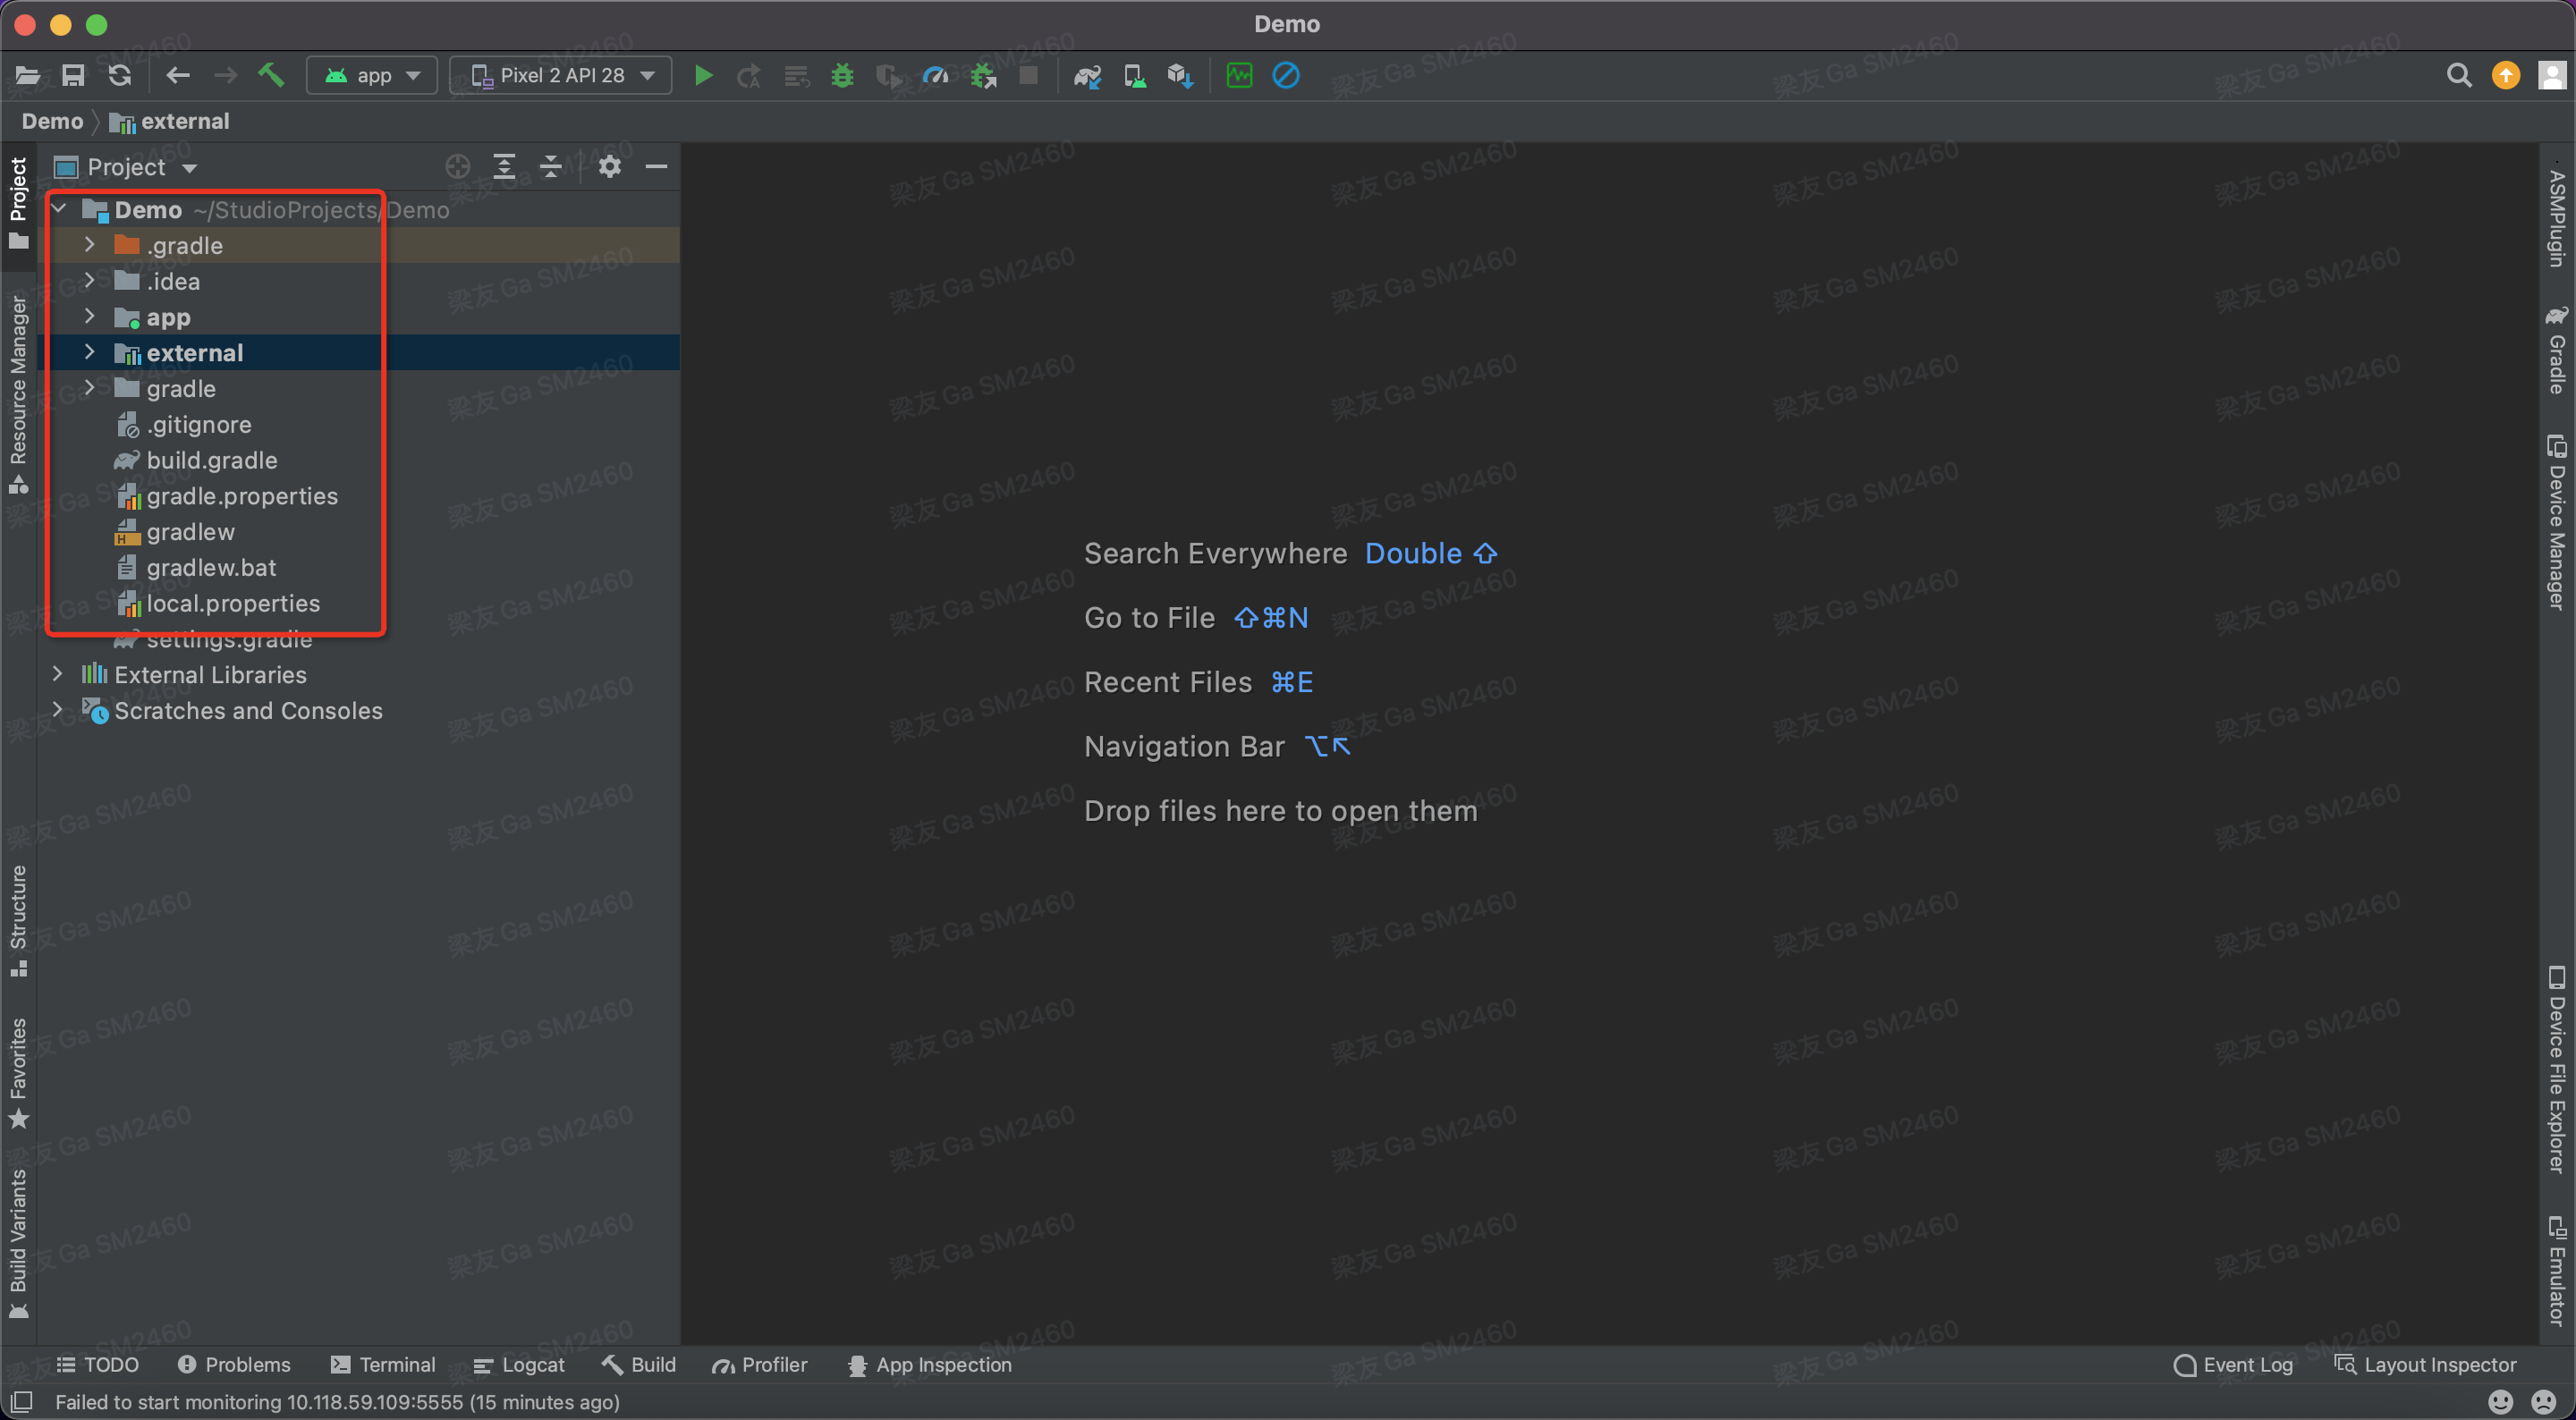 Demo
app
Pixel 2 API 28
Demo
external
Project
Project
Demo ~/StudioProjects/Demo
.gradle
.idea
app
external
gradle
.gitignore
build.gradle
gradle.properties
gradlew
gradlew.bat
local.properties
settings.gradle
External Libraries
Scratches and Consoles
Resource Manager
Structure
Favorites
Build Variants
Search Everywhere Double ⇧
Go to File ⇧⌘N
Recent Files ⌘E
Navigation Bar ⌥↖
Drop files here to open them
ASMPlugin
Gradle
Device Manager
Device File Explorer
Emulator
TODO
Problems
Terminal
Logcat
Build
Profiler
App Inspection
Event Log
Layout Inspector
Failed to start monitoring 10.118.59.109:5555 (15 minutes ago)
梁友 Ga SM2460